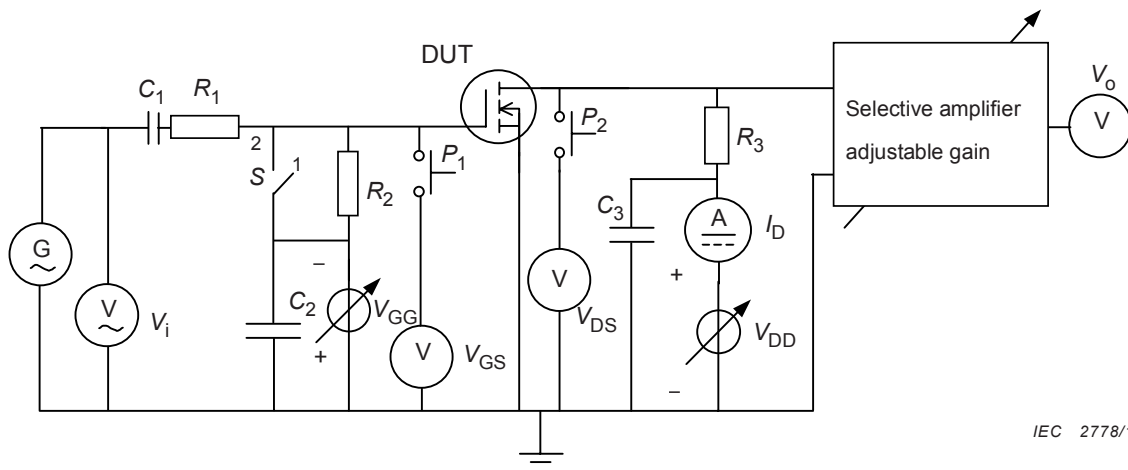 DUT
C1
R1
2
S
1
R2
P1
P2
R3
C3
A
ID
+
G
V
Vi
C2
–
+
VGG
V
VGS
V
VDS
VDD
–
Selective amplifier
adjustable gain
Vo
V
IEC 2778/